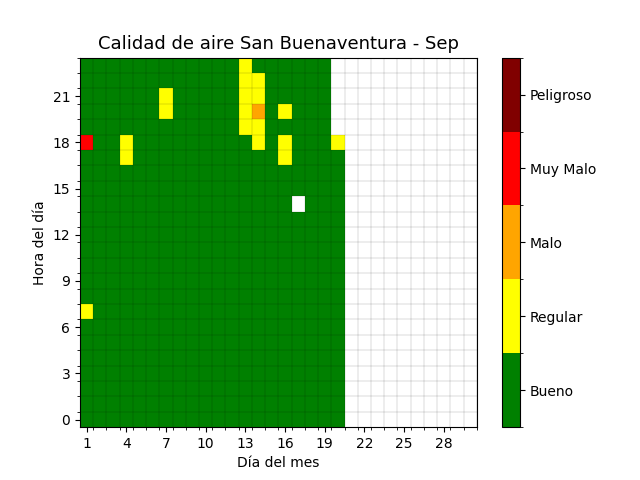 Calidad de aire San Buenaventura - Sep
Hora del día
21
18
15
12
9
6
3
0
1 4 7 10 13 16 19 22 25 28
Día del mes
Peligroso
Muy Malo
Malo
Regular
Bueno